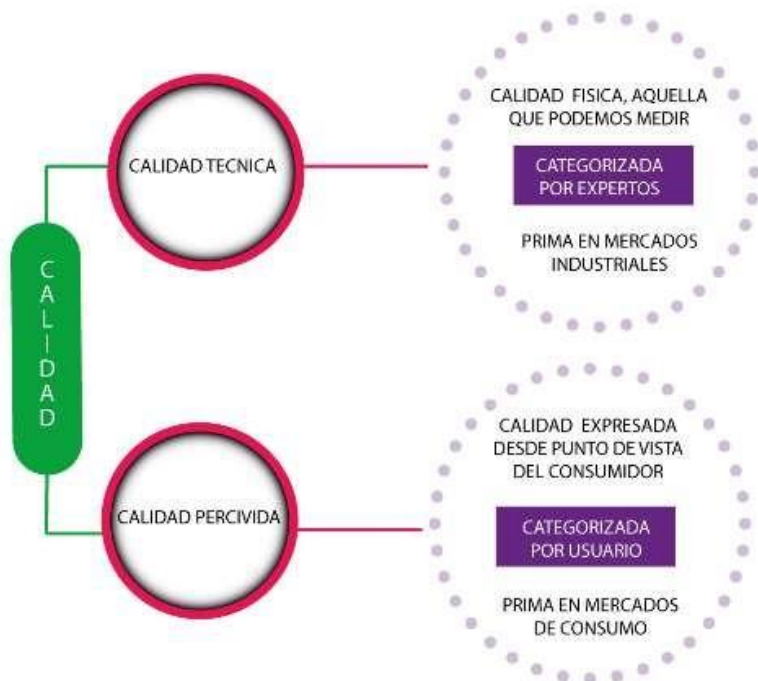 CALIDAD
CALIDAD TECNICA
CALIDAD FISICA, AQUELLA
QUE PODEMOS MEDIR
CATEGORIZADA
POR EXPERTOS
PRIMA EN MERCADOS
INDUSTRIALES
CALIDAD PERCIVIDA
CALIDAD EXPRESADA
DESDE PUNTO DE VISTA
DEL CONSUMIDOR
CATEGORIZADA
POR USUARIO
PRIMA EN MERCADOS
DE CONSUMO